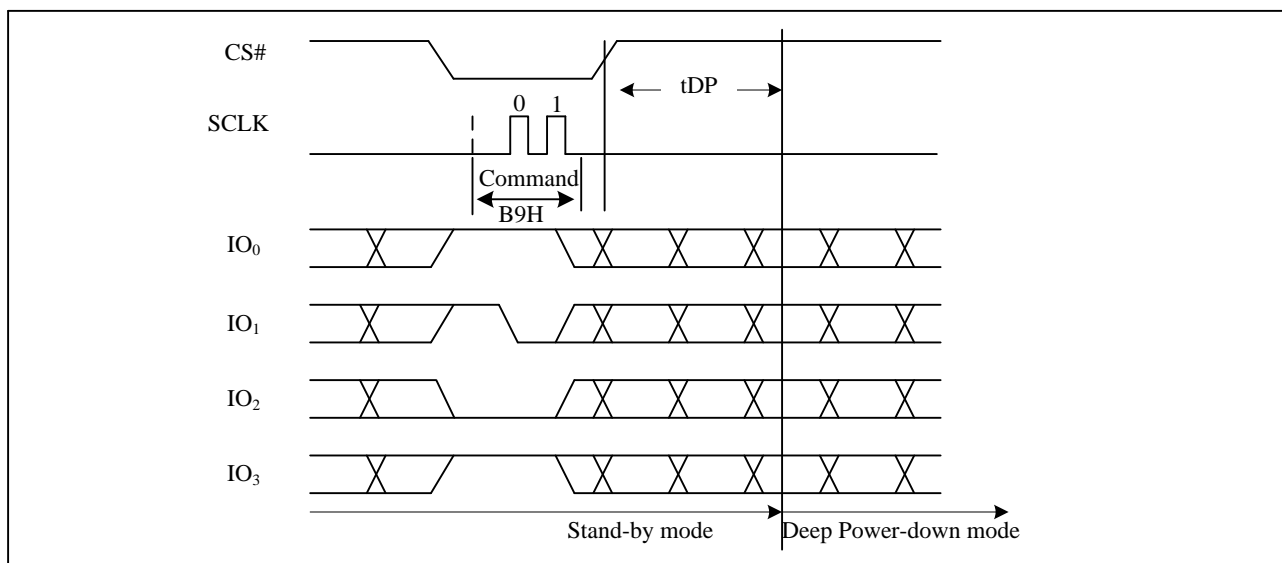 CS#
tDP
0 1
SCLK
Command
B9H
IO0
IO1
IO2
IO3
Stand-by mode
Deep Power-down mode